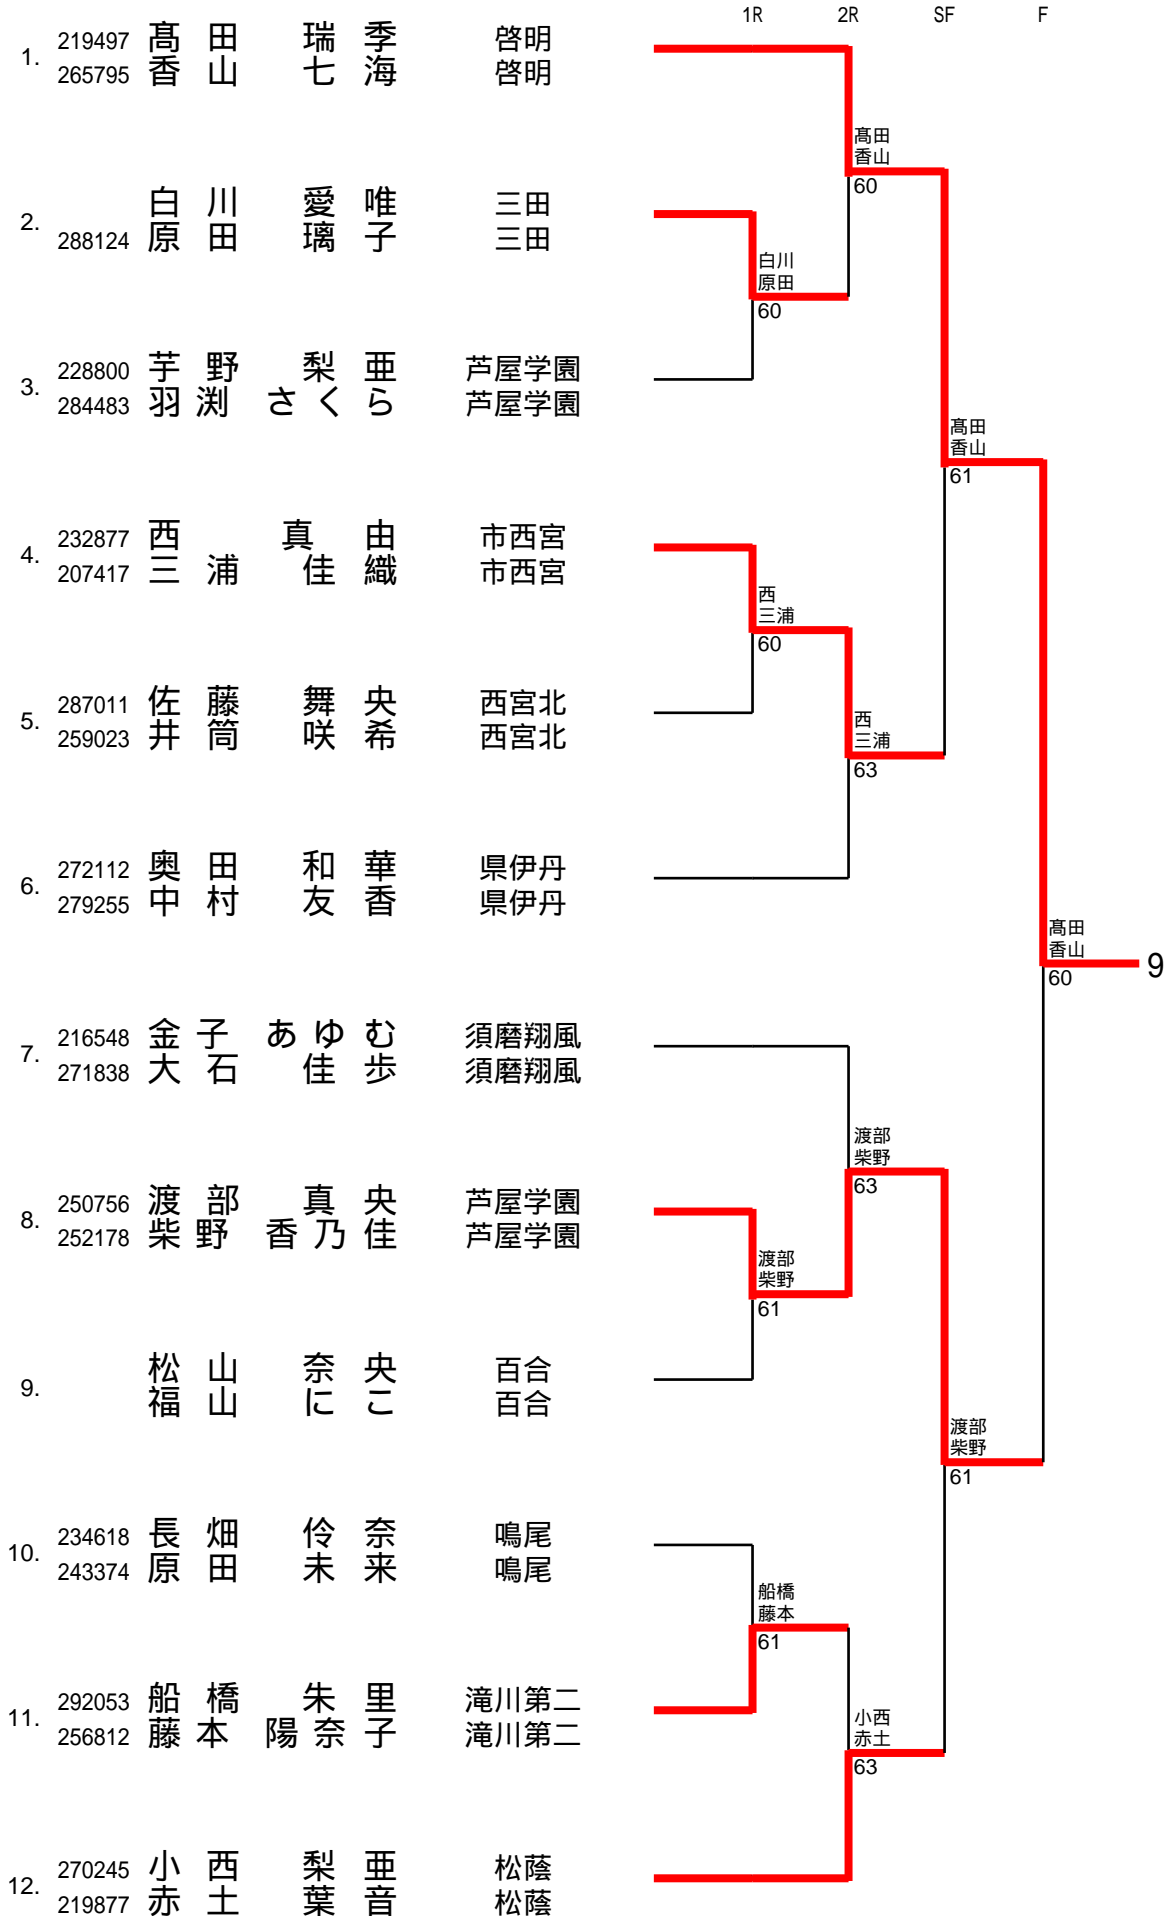 1R 2R SF F
219497 髙田 瑞季 啓明
1.
265795 香山 七海 啓明
髙田
香山
60
白川 愛唯 三田
2.
288124 原田 璃子 三田
白川
原田
60
228800 芋野 梨亜 芦屋学園
3.
284483 羽渕 さくら 芦屋学園
髙田
香山
61
232877 西 真由 市西宮
4.
207417 三浦 佳織 市西宮
西
三浦
60
287011 佐藤 舞央 西宮北
5.
259023 井筒 咲希 西宮北
西
三浦
63
272112 奥田 和華 県伊丹
6.
279255 中村 友香 県伊丹
髙田
香山
60
9
216548 金子 あゆむ 須磨翔風
7.
271838 大石 佳歩 須磨翔風
渡部
柴野
63
250756 渡部 真央 芦屋学園
8.
252178 柴野 香乃佳 芦屋学園
渡部
柴野
61
松山 奈央 百合
9.
福山 にこ 百合
渡部
柴野
61
234618 長畑 伶奈 鳴尾
10.
243374 原田 未来 鳴尾
船橋
藤本
61
292053 船橋 朱里 滝川第二
11.
256812 藤本 陽奈子 滝川第二
小西
赤土
63
270245 小西 梨亜 松蔭
12.
219877 赤土 葉音 松蔭